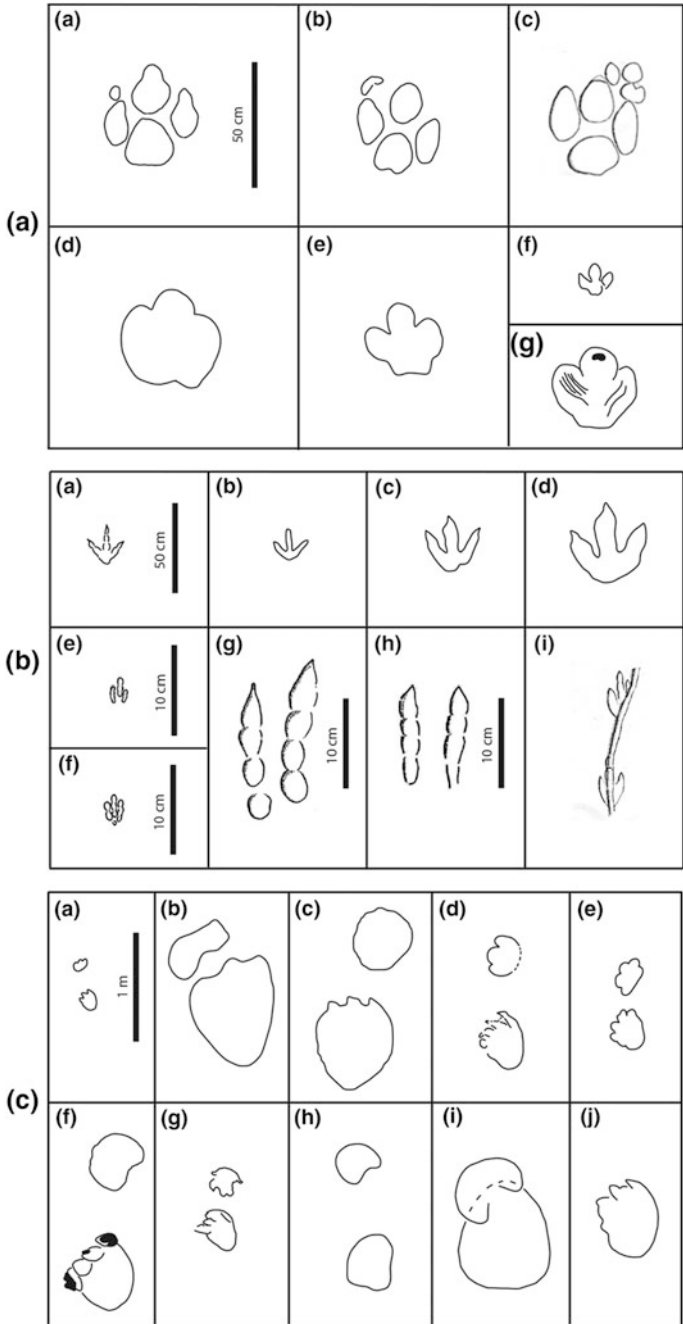 (a)
(a) (b) (c)
50 cm
(d) (e) (f)
(g)
(b)
(a) (b) (c) (d)
50 cm
(e) (g) (h) (i)
10 cm
10 cm
10 cm
(f)
10 cm
(c)
(a) (b) (c) (d) (e)
1 m
(f) (g) (h) (i) (j)